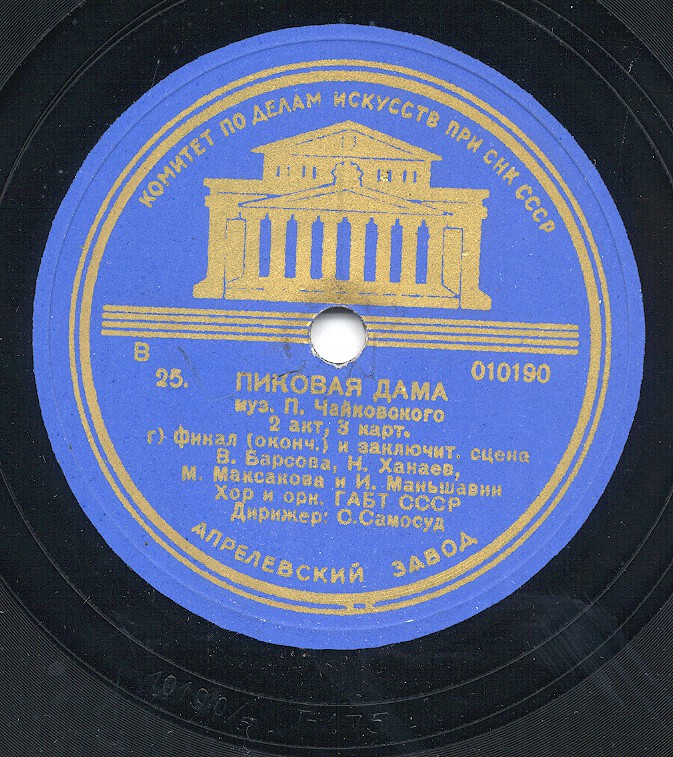 КОМИТЕТ ПО ДЕЛАМ ИСКУССТВ ПРИ СНК СССР
В
25.
010190
ПИКОВАЯ ДАМА
муз. П. Чайковского
2 акт, 3 карт.
г) финал (оконч.) и заключит. сцена
В. Барсова, Н. Ханаев,
М. Максакова и И. Маньшавин
Хор и орк. ГАБТ СССР
Дирижер: С.Самосуд
АПРЕЛЕВСКИЙ ЗАВОД